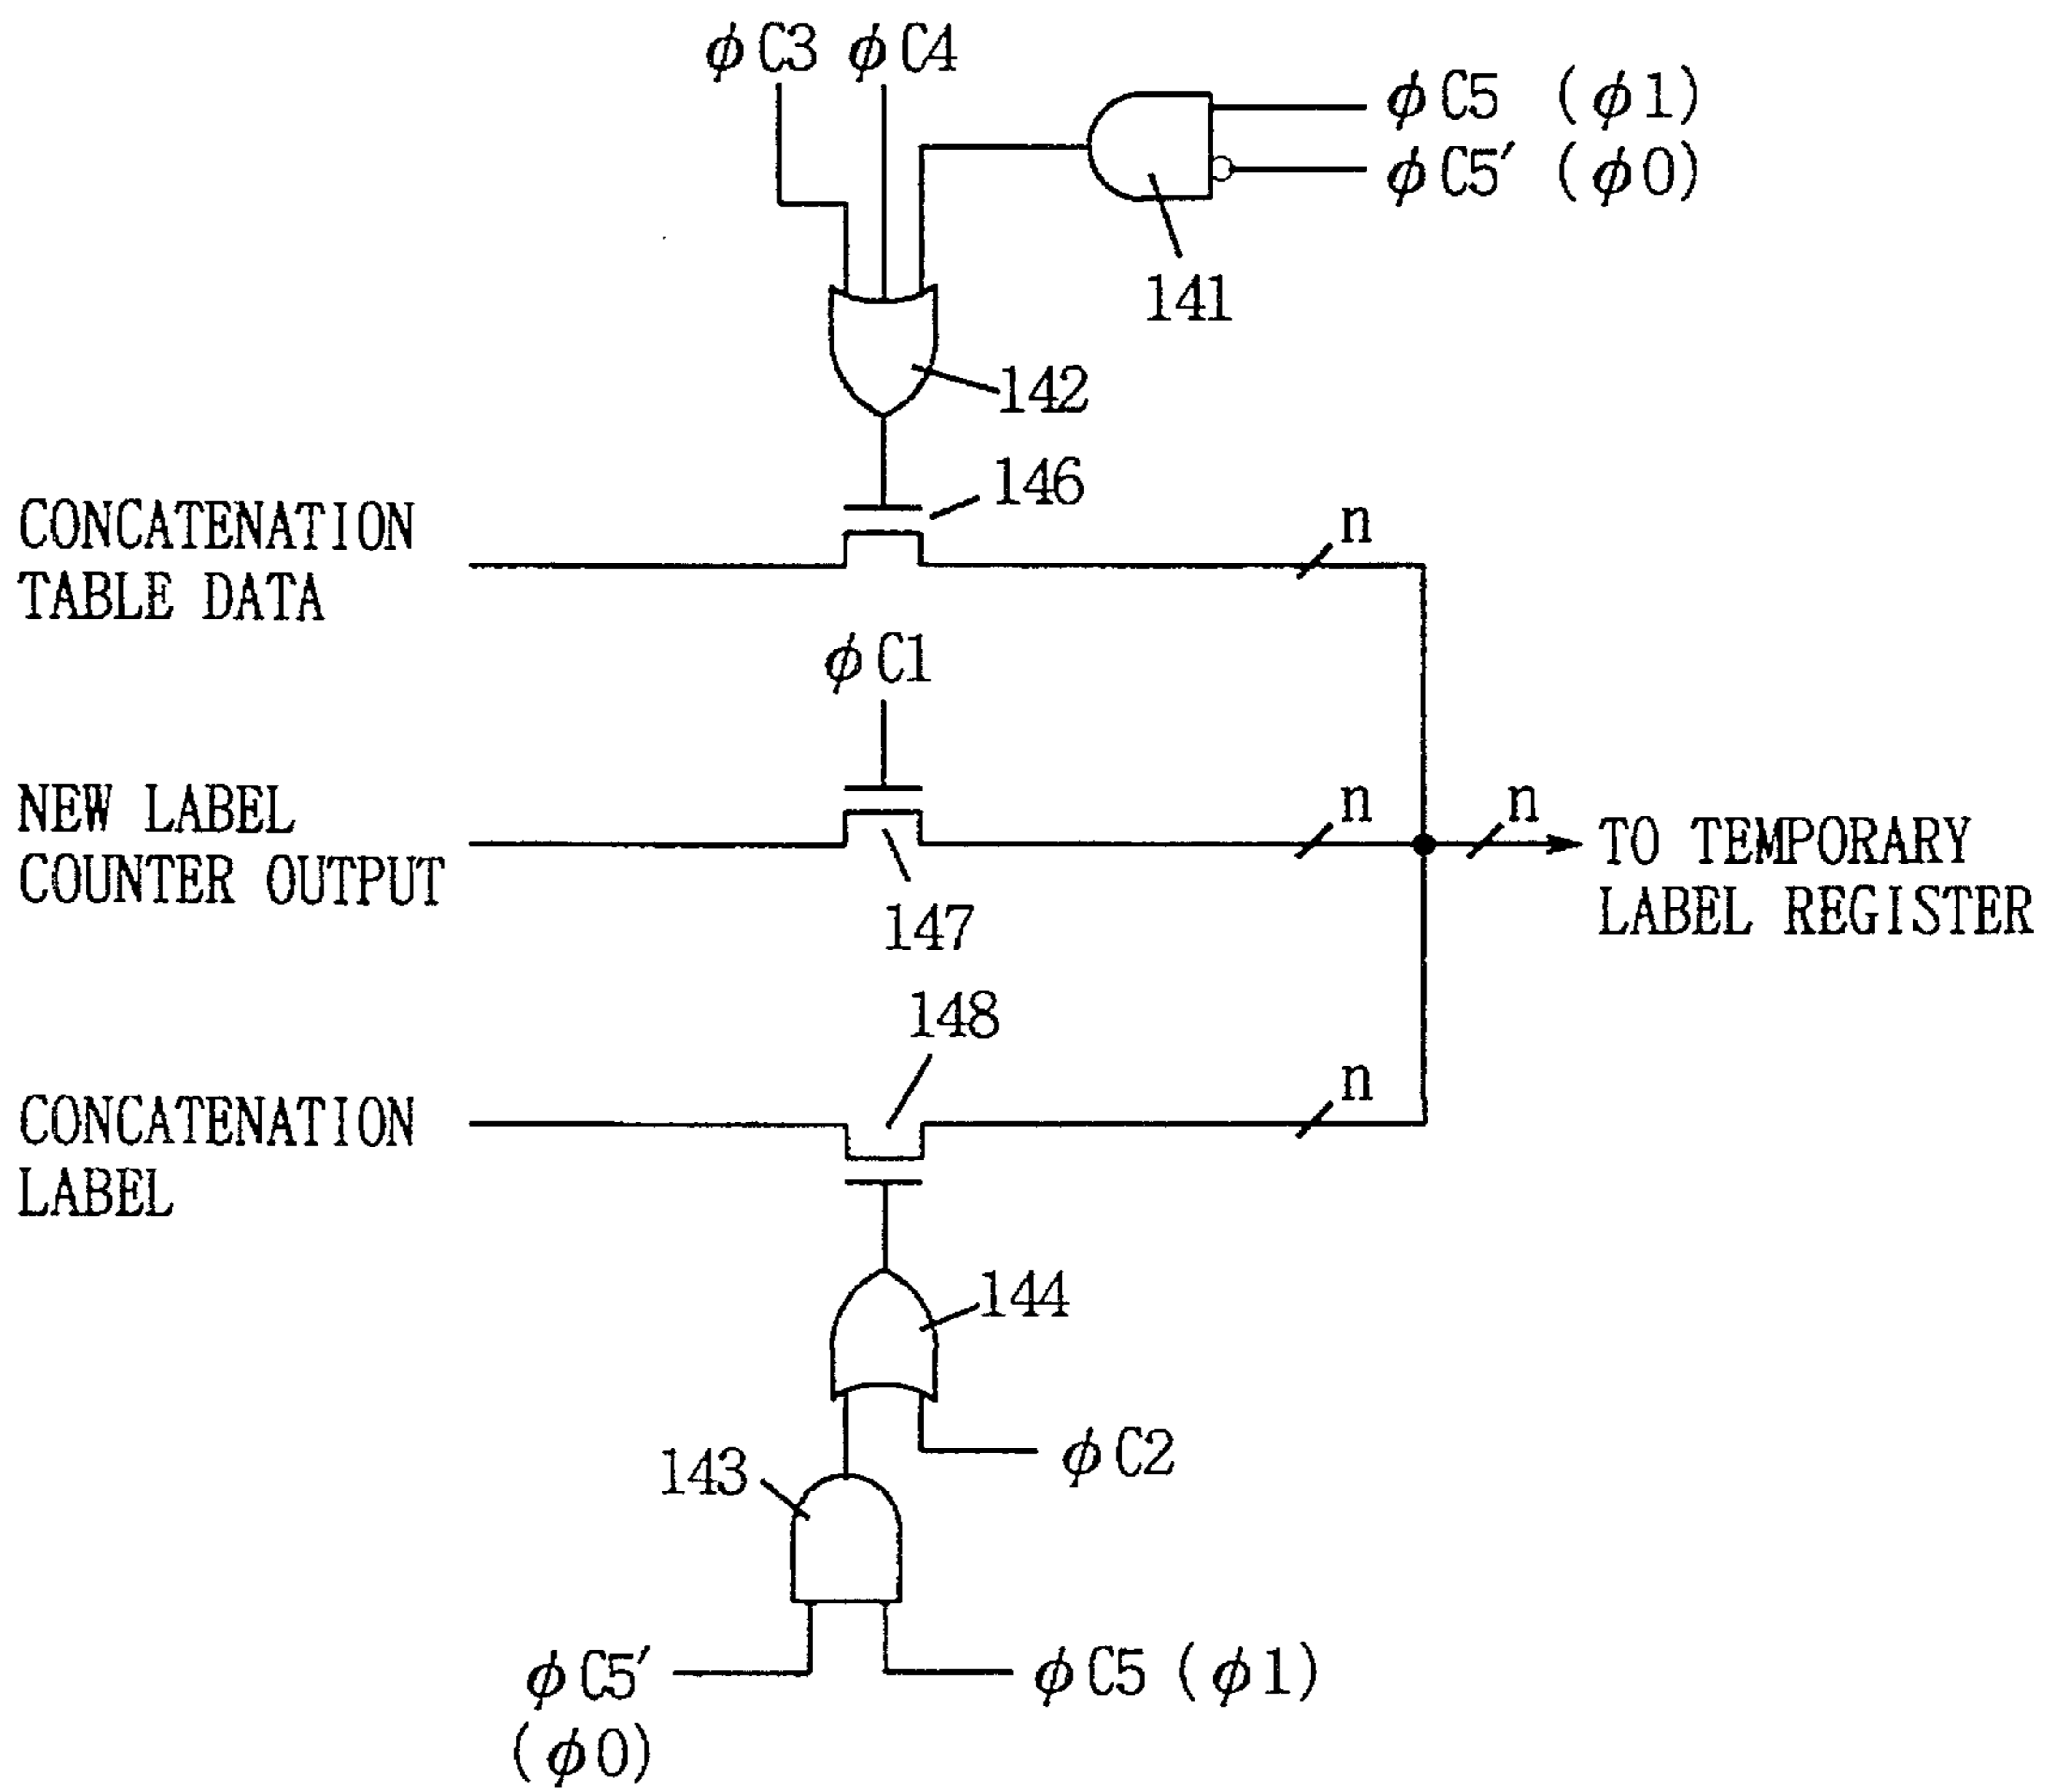 φC3 φC4
φC5 (φ1)
φC5′ (φ0)
141
142
146
CONCATENATION
TABLE DATA
n
φC1
NEW LABEL
COUNTER OUTPUT
n
n
TO TEMPORARY
LABEL REGISTER
147
148
CONCATENATION
LABEL
n
144
φC2
143
φC5′
(φ0)
φC5 (φ1)